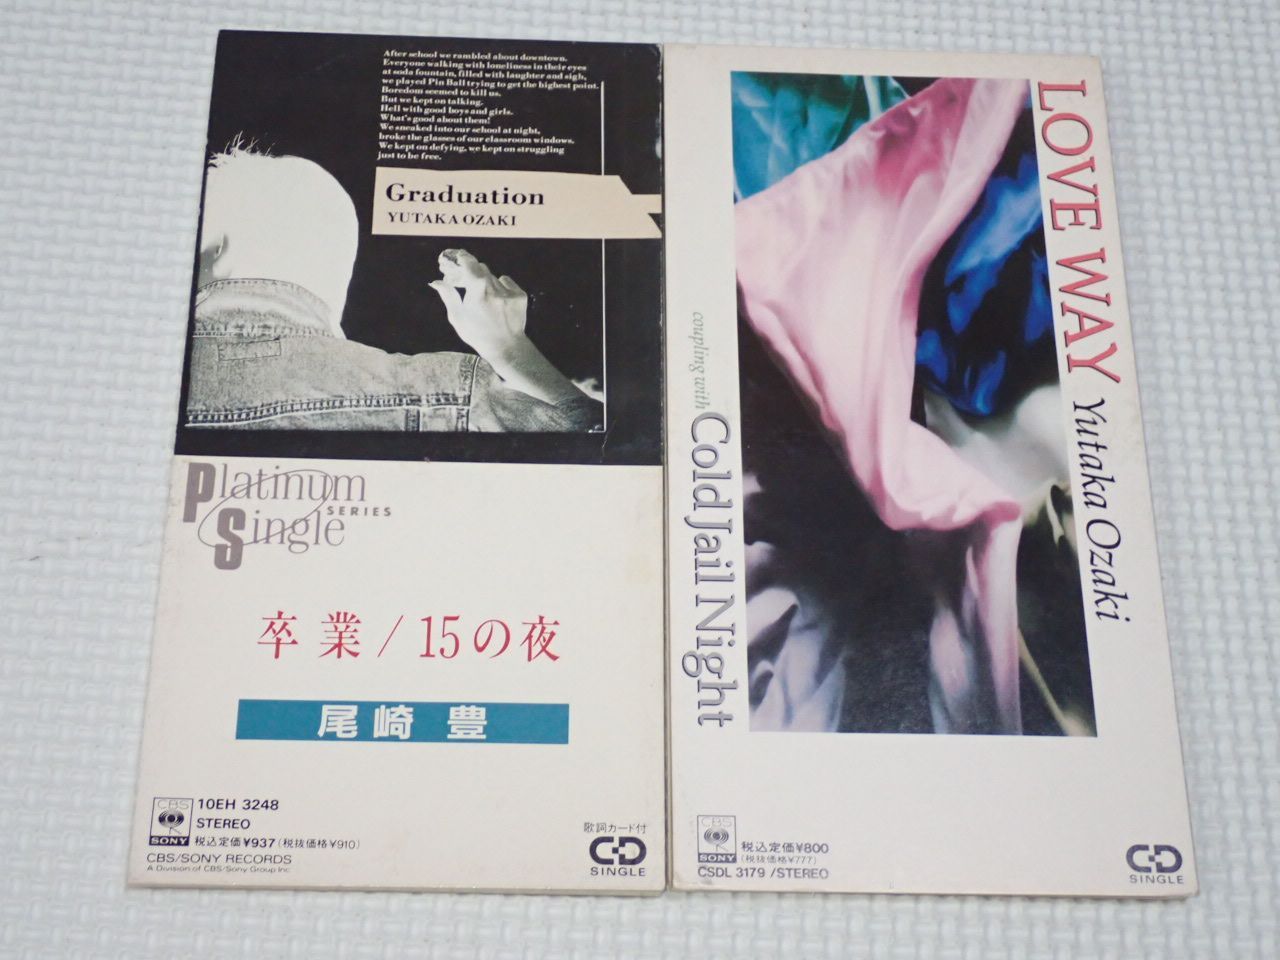 After school we rambled about downtown.
Everyone walking with loneliness in their eyes
at soda fountain, filled with laughter and sigh,
we played Pin Ball trying to get the highest point.
Boredom seemed to kill us.
But we kept on talking.
Hell with good boys and girls.
What's good about them!
We sneaked into our school at night,
broke the glasses of our classroom windows.
We kept on defying, we kept on struggling
just to be free.
Graduation
YUTAKA OZAKI
Platinum
SERIES
Single
卒業/15の夜
尾崎 豊
CBS
SONY
10EH 3248
STEREO
税込定価¥937(税抜価格¥910)
CBS/SONY RECORDS
A Division of CBS/Sony Group Inc.
歌詞カード付
CD
SINGLE
LOVE WAY Yutaka Ozaki
coupling with Cold Jail Night
CBS
SONY
税込定価¥800
(税抜価格¥777)
CSDL 3179/STEREO
CD
SINGLE